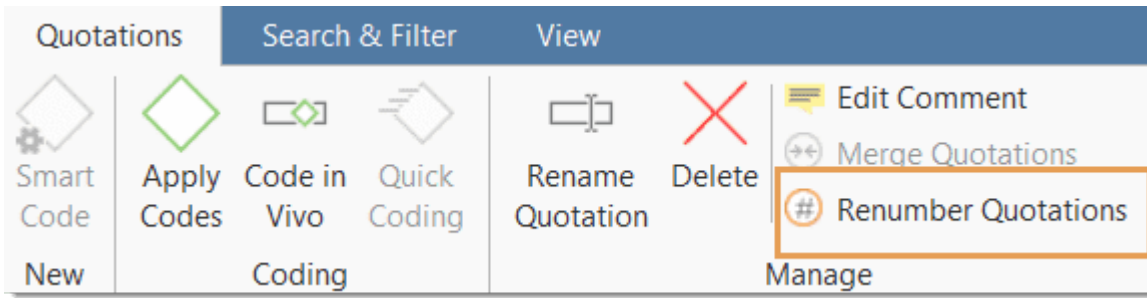 Quotations Search & Filter View
Edit Comment
Merge Quotations
# Renumber Quotations
Smart Code
Apply Codes
Code in Vivo
Quick Coding
Rename Quotation
Delete
New Coding Manage